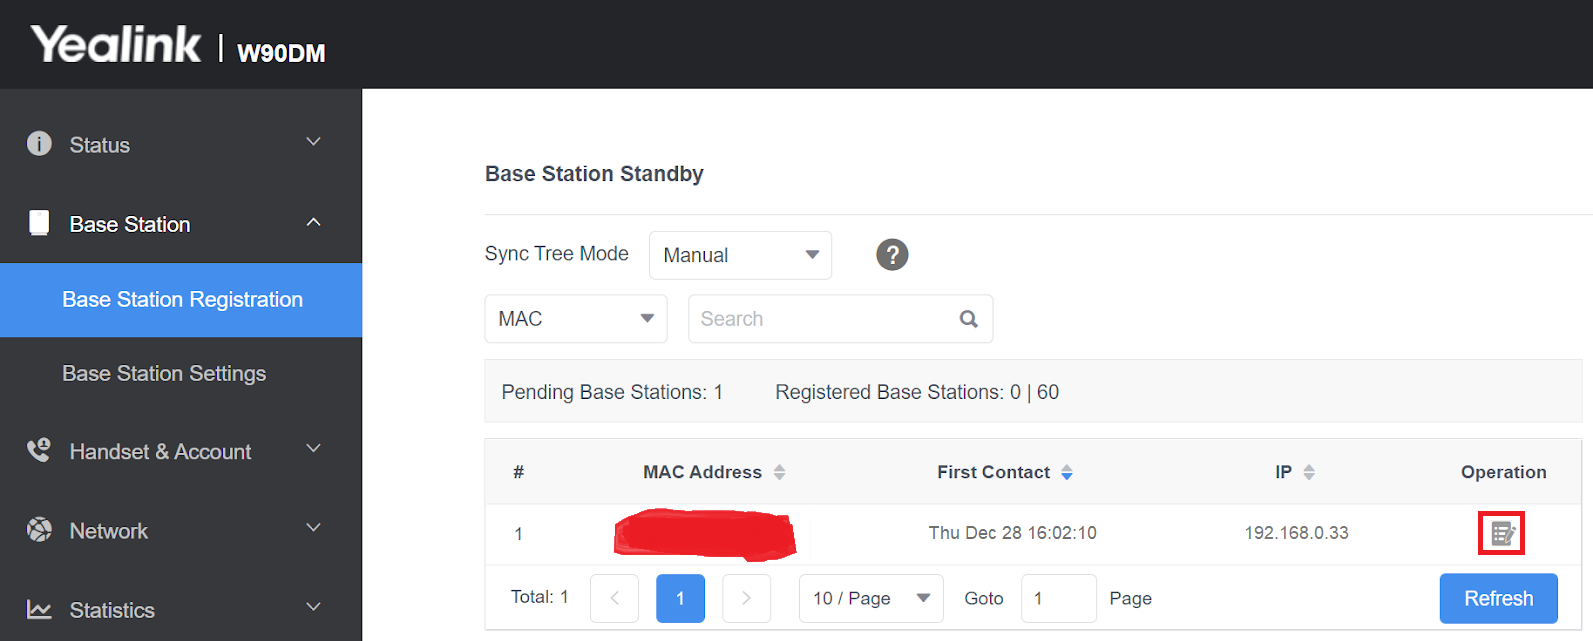 Yealink | W90DM
Status
Base Station
Base Station Registration
Base Station Settings
Handset & Account
Network
Statistics
Base Station Standby
Sync Tree Mode Manual ?
MAC Search
Pending Base Stations: 1 Registered Base Stations: 0 | 60
# MAC Address First Contact IP Operation
1 Thu Dec 28 16:02:10 192.168.0.33
Total: 1 < 1 > 10 / Page Goto 1 Page Refresh